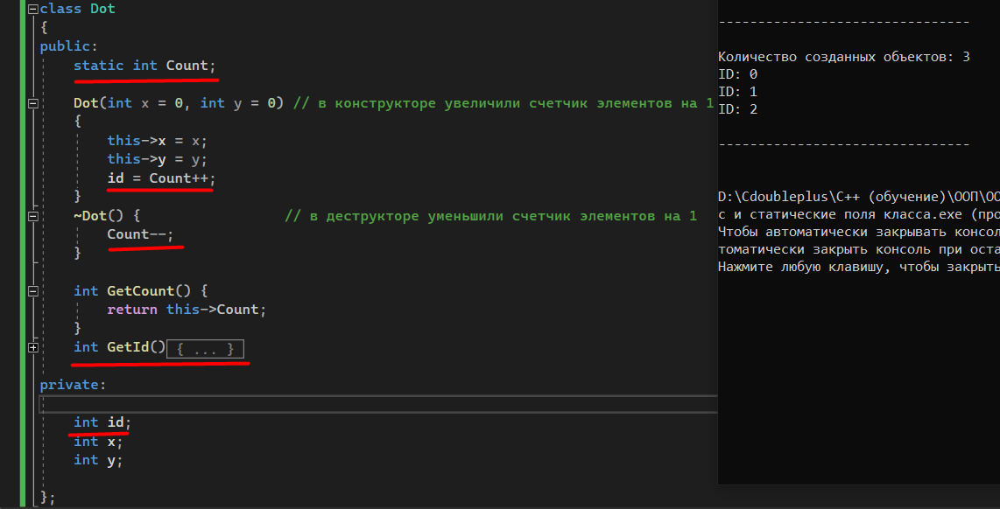 class Dot
{
public:
static int Count;
Dot(int x = 0, int y = 0) // в конструкторе увеличили счетчик элементов на 1
{
this->x = x;
this->y = y;
id = Count++;
}
~Dot() { // в деструкторе уменьшили счетчик элементов на 1
Count--;
}
int GetCount() {
return this->Count;
}
int GetId(){ ... }
private:
int id;
int x;
int y;
};
--------------------------------
Количество созданных объектов: 3
ID: 0
ID: 1
ID: 2
--------------------------------
D:\Cdoubleplus\C++ (обучение)\ООП\ОО
с и статические поля класса.exe (про
Чтобы автоматически закрывать консол
томатически закрыть консоль при оста
Нажмите любую клавишу, чтобы закрыть